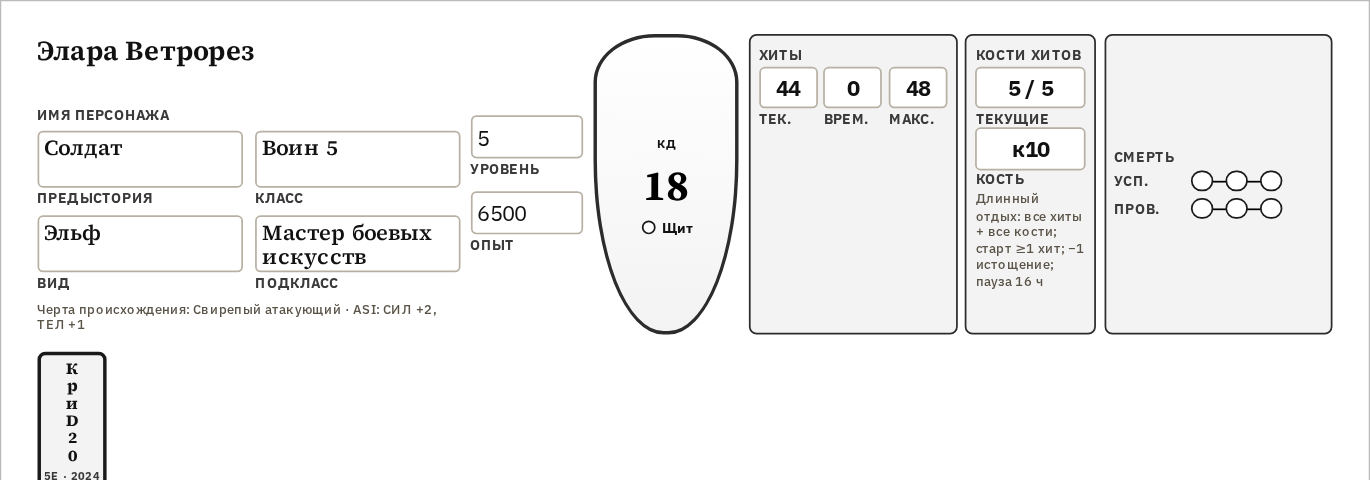 Элара Ветрорез
ИМЯ ПЕРСОНАЖА
Солдат
ПРЕДЫСТОРИЯ
Воин 5
КЛАСС
5
УРОВЕНЬ
Эльф
ВИД
Мастер боевых
искусств
ПОДКЛАСС
6500
ОПЫТ
Черта происхождения: Свирепый атакующий · ASI: СИЛ +2,
ТЕЛ +1
КД
18
Щит
ХИТЫ
44 0 48
ТЕК. ВРЕМ. МАКС.
КОСТИ ХИТОВ
5 / 5
ТЕКУЩИЕ
к10
КОСТЬ
Длинный
отдых: все хиты
+ все кости;
старт ≥1 хит; −1
истощение;
пауза 16 ч
СМЕРТЬ
УСП.
ПРОВ.
К
р
и
D
2
0
5E · 2024